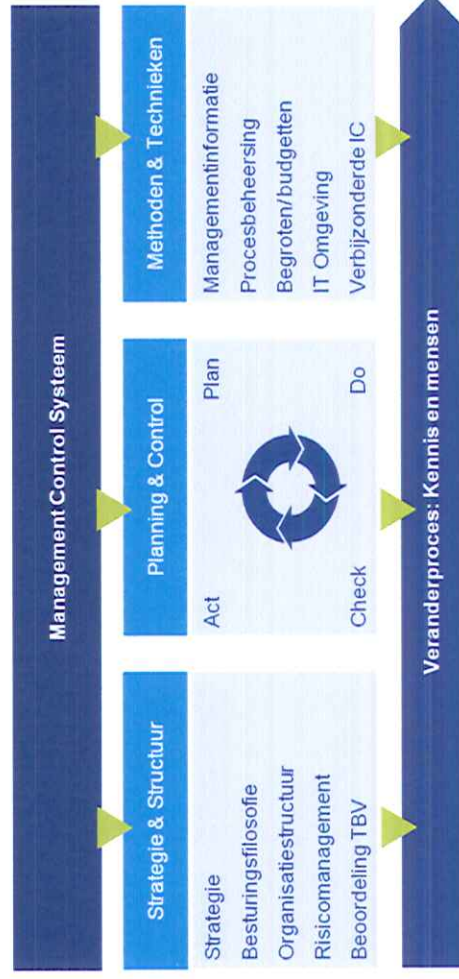 Management Control Systeem
Strategie & Structuur
Strategie
Besturingsfilosofie
Organisatiestructuur
Risicomanagement
Beoordeling TBV
Planning & Control
Act Plan
Check Do
Methoden & Technieken
Managementinformatie
Procesbeheersing
Begroten/budgetten
IT Omgeving
Verbijzonderde IC
Veranderproces: Kennis en mensen